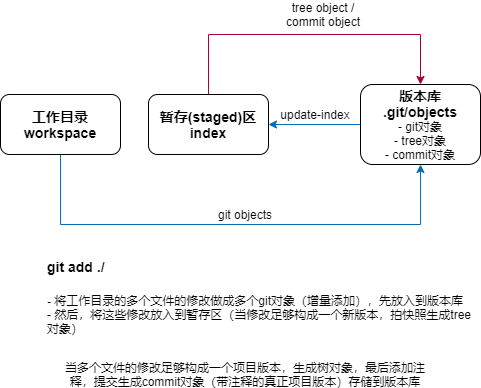 tree object /
commit object
工作目录
workspace
暂存(staged)区
index
update-index
版本库
.git/objects
- git对象
- tree对象
- commit对象
git objects
git add ./
- 将工作目录的多个文件的修改做成多个git对象（增量添加），先放入到版本库
- 然后，将这些修改放入到暂存区（当修改足够构成一个新版本，拍快照生成tree
对象）
当多个文件的修改足够构成一个项目版本，生成树对象，最后添加注
释，提交生成commit对象（带注释的真正项目版本）存储到版本库